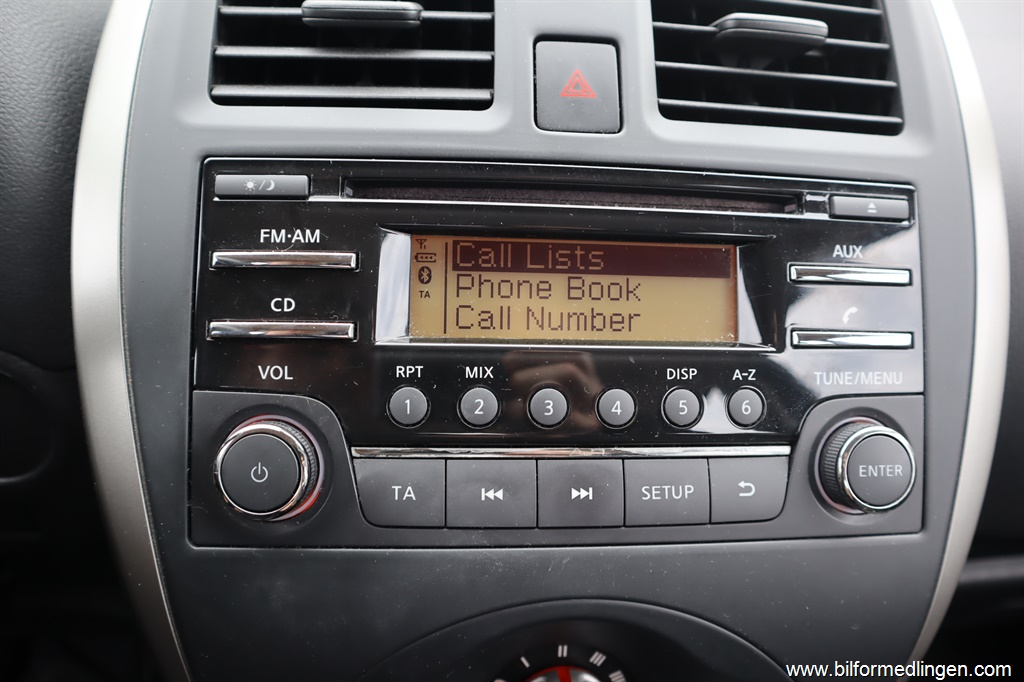 FM·AM
CD
VOL
TA
Call Lists
Phone Book
Call Number
AUX
TUNE/MENU
RPT MIX DISP A-Z
1 2 3 4 5 6
TA SETUP ENTER
www.bilformedlingen.com